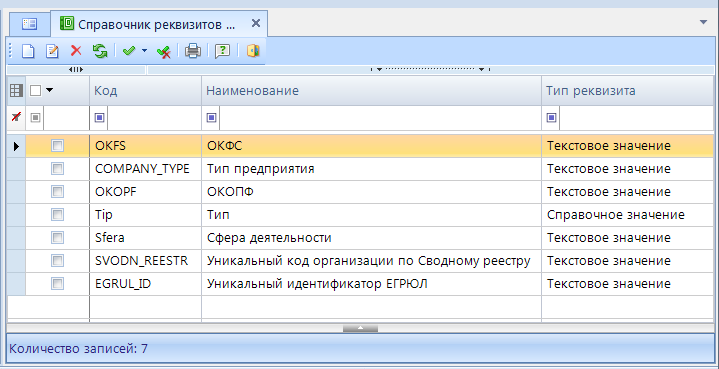 Справочник реквизитов ...
Код Наименование Тип реквизита
OKFS ОКФС Текстовое значение
COMPANY_TYPE Тип предприятия Текстовое значение
OKOPF ОКОПФ Текстовое значение
Tip Тип Справочное значение
Sfera Сфера деятельности Текстовое значение
SVODN_REESTR Уникальный код организации по Сводному реестру Текстовое значение
EGRUL_ID Уникальный идентификатор ЕГРЮЛ Текстовое значение
Количество записей: 7